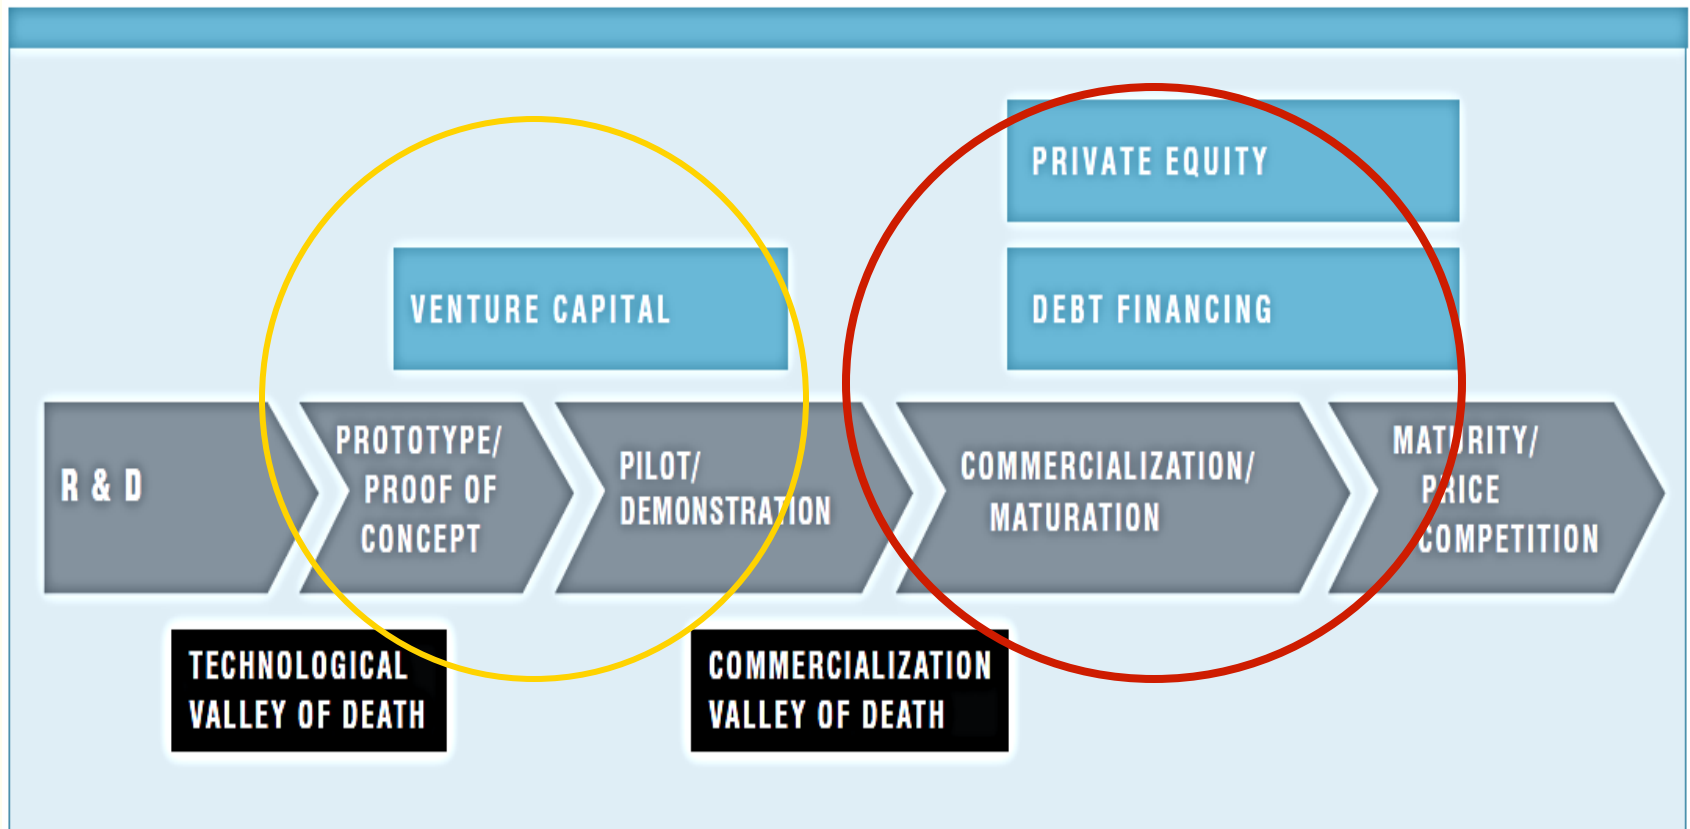 PRIVATE EQUITY
VENTURE CAPITAL
DEBT FINANCING
R & D
PROTOTYPE/
PROOF OF
CONCEPT
PILOT/
DEMONSTRATION
COMMERCIALIZATION/
MATURATION
MATURITY/
PRICE
COMPETITION
TECHNOLOGICAL
VALLEY OF DEATH
COMMERCIALIZATION
VALLEY OF DEATH